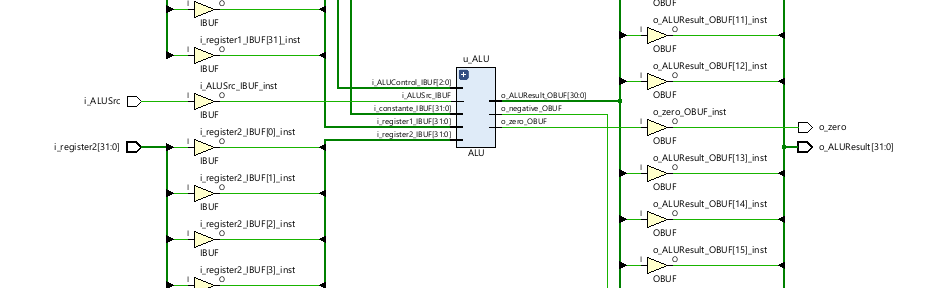 I
O
IBUF
i_register1_IBUF[31]_inst
I
O
IBUF
i_ALUSrc_IBUF_inst
i_ALUSrc
I
O
IBUF
i_register2_IBUF[0]_inst
i_register2[31:0]
I
O
IBUF
i_register2_IBUF[1]_inst
I
O
IBUF
i_register2_IBUF[2]_inst
I
O
IBUF
i_register2_IBUF[3]_inst
I
O
u_ALU
i_ALUControl_IBUF[2:0]
i_ALUSrc_IBUF
i_constante_IBUF[31:0]
i_register1_IBUF[31:0]
i_register2_IBUF[31:0]
o_ALUResult_OBUF[30:0]
o_negative_OBUF
o_zero_OBUF
ALU
OBUF
o_ALUResult_OBUF[11]_inst
I
O
OBUF
o_ALUResult_OBUF[12]_inst
I
O
OBUF
o_zero_OBUF_inst
I
O
o_zero
OBUF
o_ALUResult[31:0]
o_ALUResult_OBUF[13]_inst
I
O
OBUF
o_ALUResult_OBUF[14]_inst
I
O
OBUF
o_ALUResult_OBUF[15]_inst
I
O
OBUF